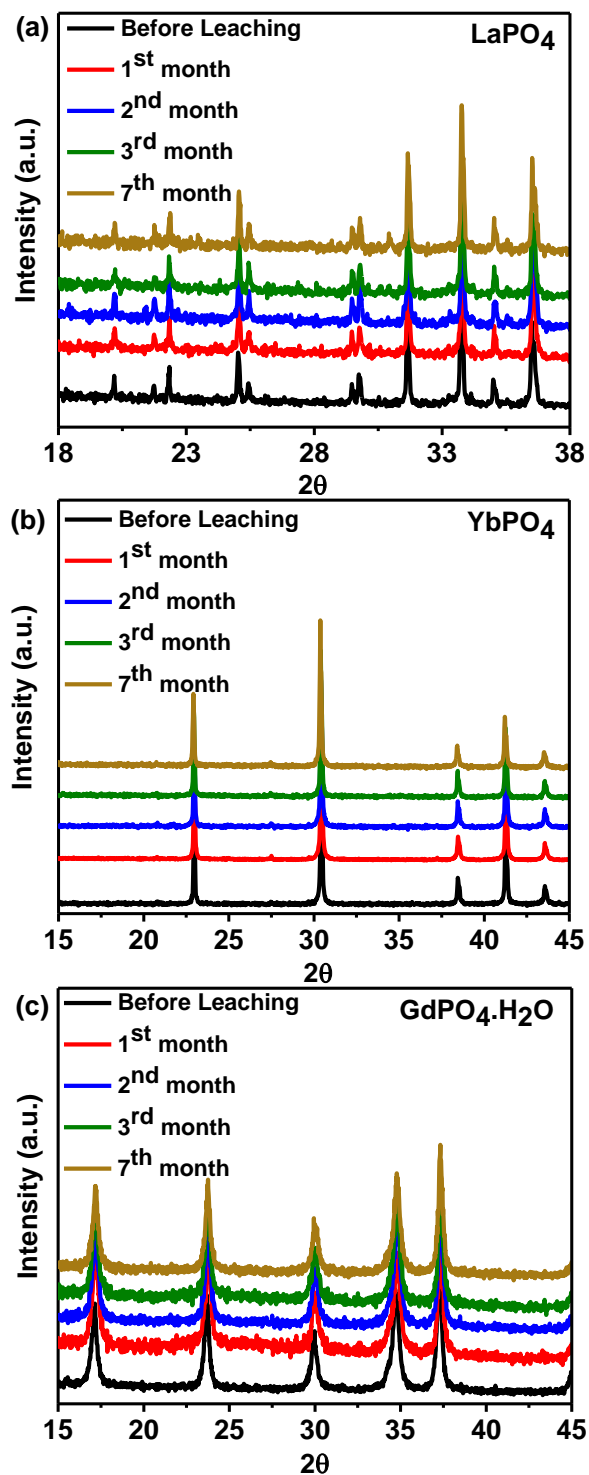 (a)
Before Leaching
LaPO4
1st month
2nd month
3rd month
7th month
Intensity (a.u.)
18 23 28 33 38
2θ
(b)
Before Leaching
YbPO4
1st month
2nd month
3rd month
7th month
Intensity (a.u.)
15 20 25 30 35 40 45
2θ
(c)
Before Leaching
GdPO4.H2O
1st month
2nd month
3rd month
7th month
Intensity (a.u.)
15 20 25 30 35 40 45
2θ